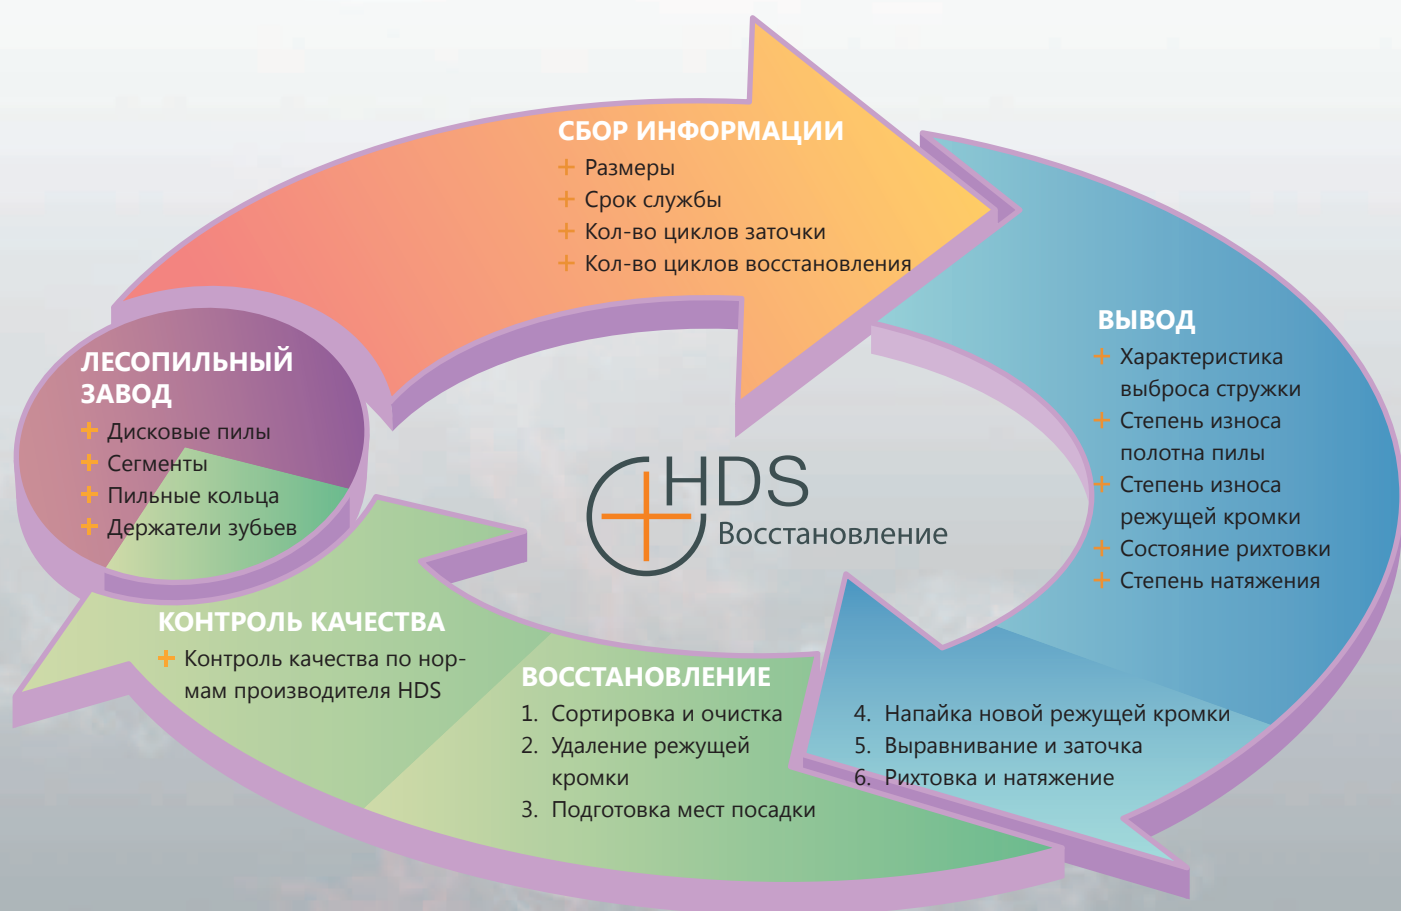 СБОР ИНФОРМАЦИИ
Размеры
Срок службы
Кол-во циклов заточки
Кол-во циклов восстановления
ВЫВОД
Характеристика
выброса стружки
Степень износа
полотна пилы
Степень износа
режущей кромки
Состояние рихтовки
Степень натяжения
ЛЕСОПИЛЬНЫЙ
ЗАВОД
Дисковые пилы
Сегменты
Пильные кольца
Держатели зубьев
HDS
Восстановление
КОНТРОЛЬ КАЧЕСТВА
Контроль качества по нор-
мам производителя HDS
ВОССТАНОВЛЕНИЕ
1. Сортировка и очистка
2. Удаление режущей
кромки
3. Подготовка мест посадки
4. Напайка новой режущей кромки
5. Выравнивание и заточка
6. Рихтовка и натяжение